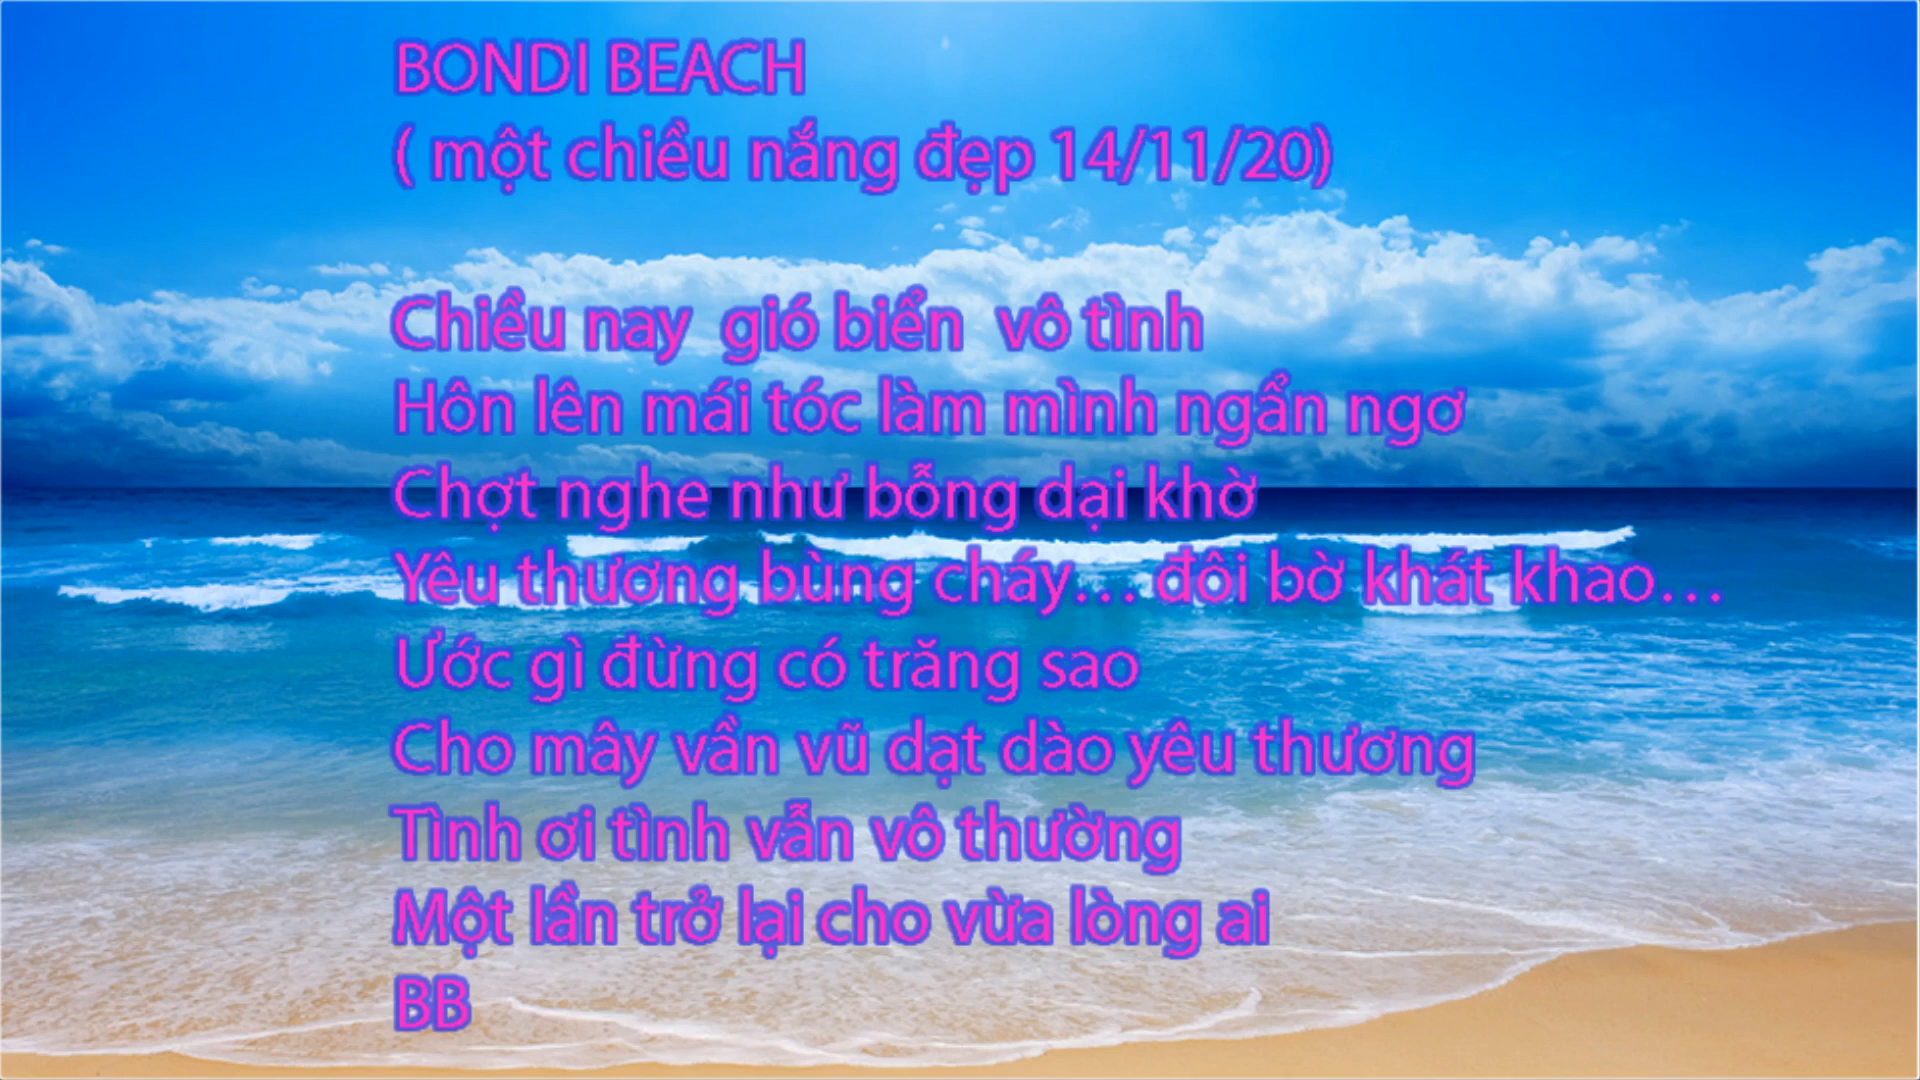 BONDI BEACH
( một chiều nắng đẹp 14/11/20)
Chiều nay gió biển vô tình
Hôn lên mái tóc làm mình ngẩn ngơ
Chợt nghe như bỗng dại khờ
Yêu thương bùng cháy... đôi bờ khát khao...
Ước gì đừng có trăng sao
Cho mây vần vũ dạt dào yêu thương
Tình ơi tình vẫn vô thường
Một lần trở lại cho vừa lòng ai
BB